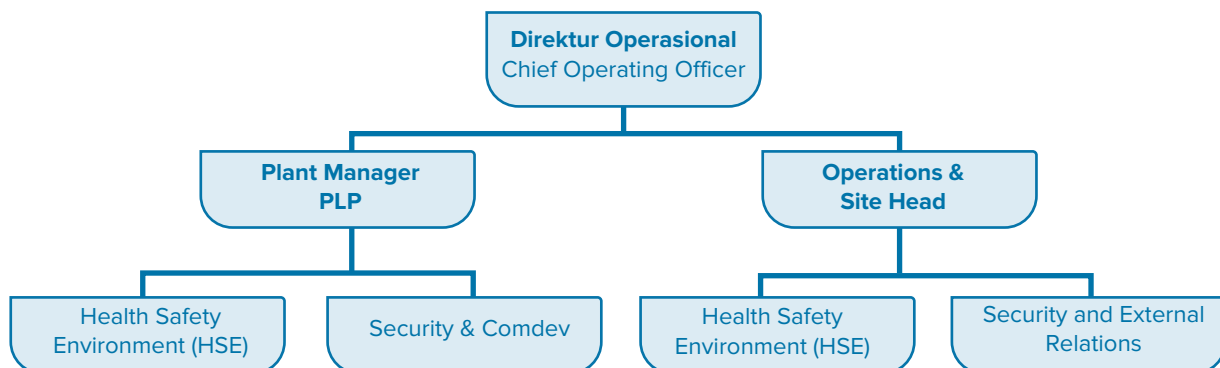 Direktur Operasional
Chief Operating Officer
Plant Manager
PLP
Operations &
Site Head
Health Safety
Environment (HSE)
Security & Comdev
Health Safety
Environment (HSE)
Security and External
Relations